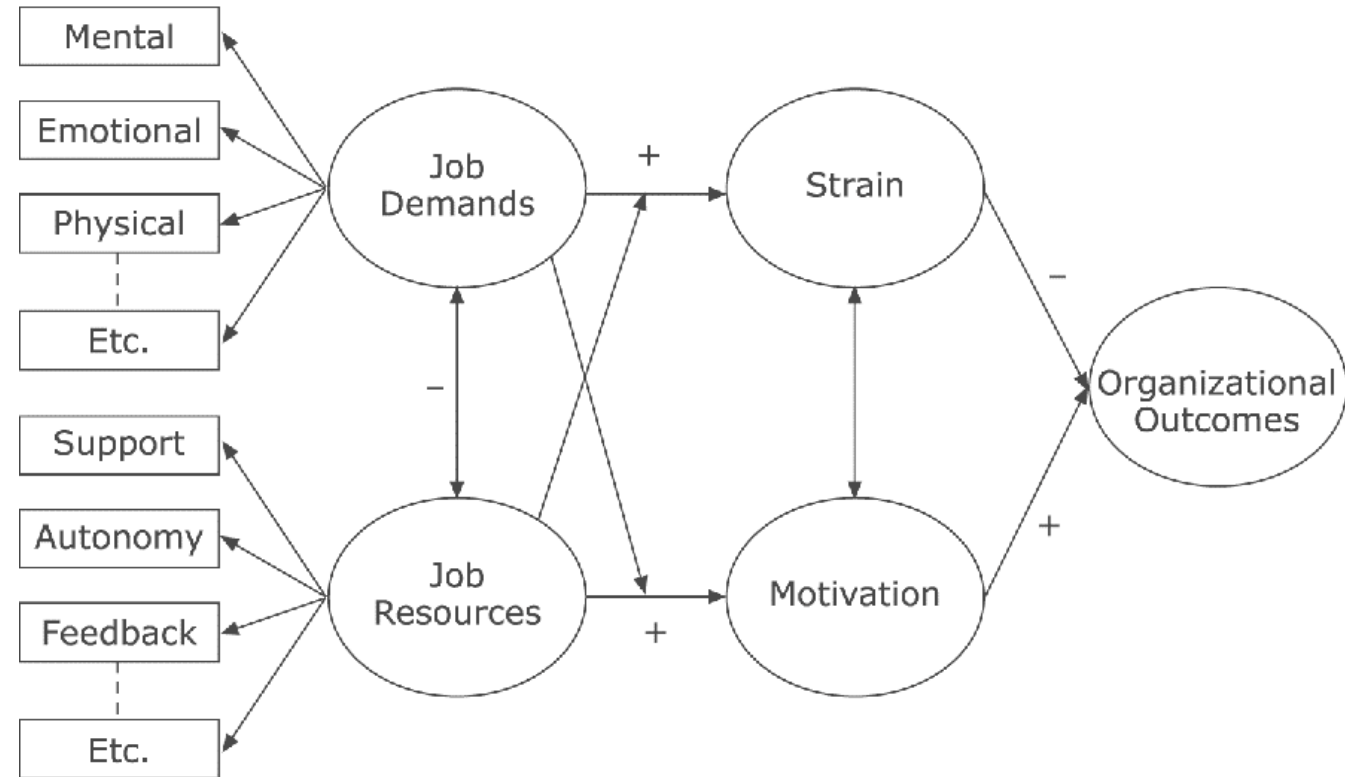 Mental
Emotional
Physical
Etc.
Support
Autonomy
Feedback
Etc.
Job
Demands
Job
Resources
+
−
+
Strain
Motivation
−
+
Organizational
Outcomes